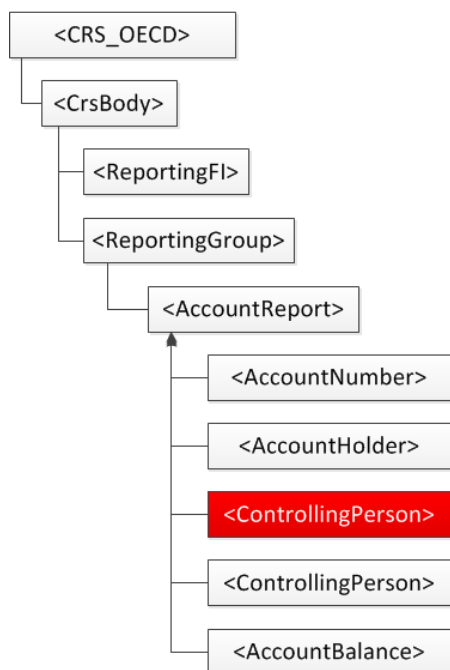 <CRS_OECD>
<CrsBody>
<ReportingFI>
<ReportingGroup>
<AccountReport>
<AccountNumber>
<AccountHolder>
<ControllingPerson>
<ControllingPerson>
<AccountBalance>